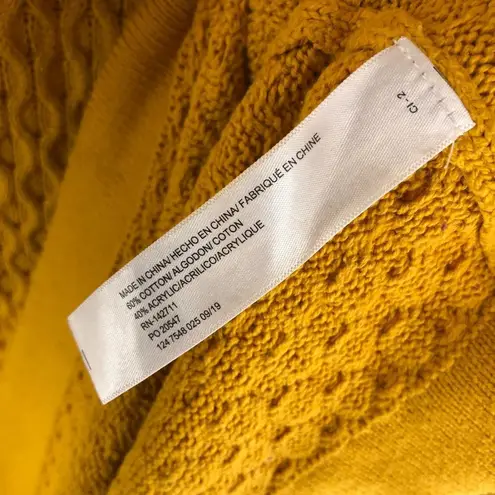 MADE IN CHINA/ HECHO EN CHINA/ FABRIQUÉ EN CHINE
60% COTTON/ ALGODON/ COTON
40% ACRYLIC/ACRILICO/ACRYLIQUE
RN-142711
PO 20547
124 7548 025 09/19
CI - 2